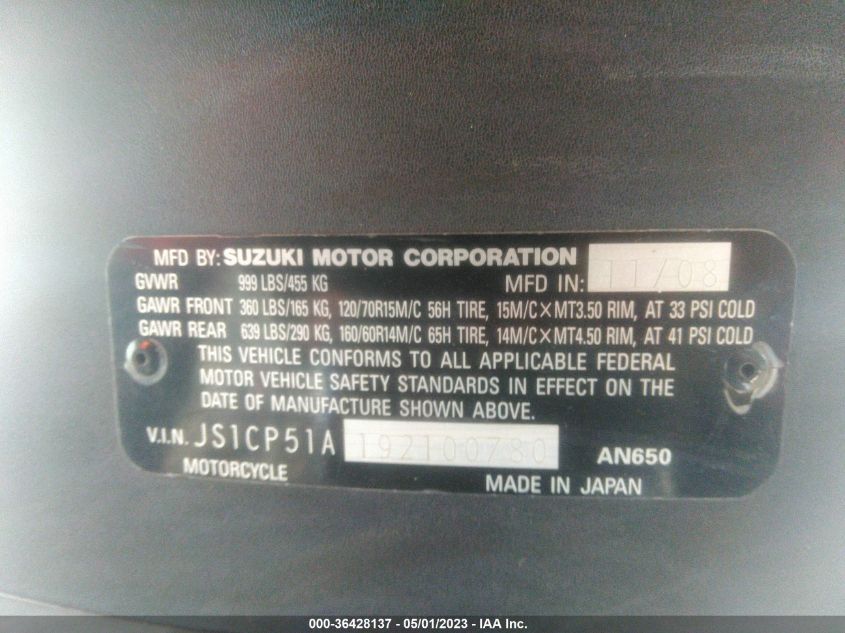 MFD BY: SUZUKI MOTOR CORPORATION
GVWR 999 LBS/455 KG MFD IN: 11/08
GAWR FRONT 360 LBS/165 KG, 120/70R15M/C 56H TIRE, 15M/C×MT3.50 RIM, AT 33 PSI COLD
GAWR REAR 639 LBS/290 KG, 160/60R14M/C 65H TIRE, 14M/C×MT4.50 RIM, AT 41 PSI COLD
THIS VEHICLE CONFORMS TO ALL APPLICABLE FEDERAL
MOTOR VEHICLE SAFETY STANDARDS IN EFFECT ON THE
DATE OF MANUFACTURE SHOWN ABOVE.
V.I.N. JS1CP51A192100780 AN650
MOTORCYCLE MADE IN JAPAN
000-36428137 - 05/01/2023 - IAA Inc.